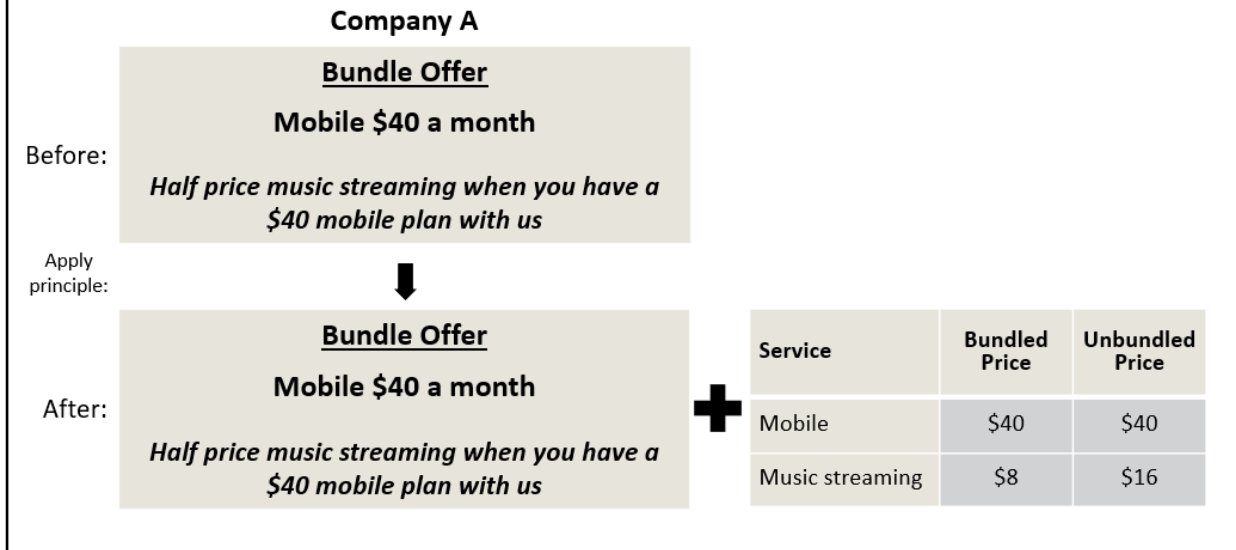 Company A
Before:
Bundle Offer
Mobile $40 a month
Half price music streaming when you have a
$40 mobile plan with us
Apply
principle:
After:
Bundle Offer
Mobile $40 a month
Half price music streaming when you have a
$40 mobile plan with us
Service Bundled Price Unbundled Price
Mobile $40 $40
Music streaming $8 $16